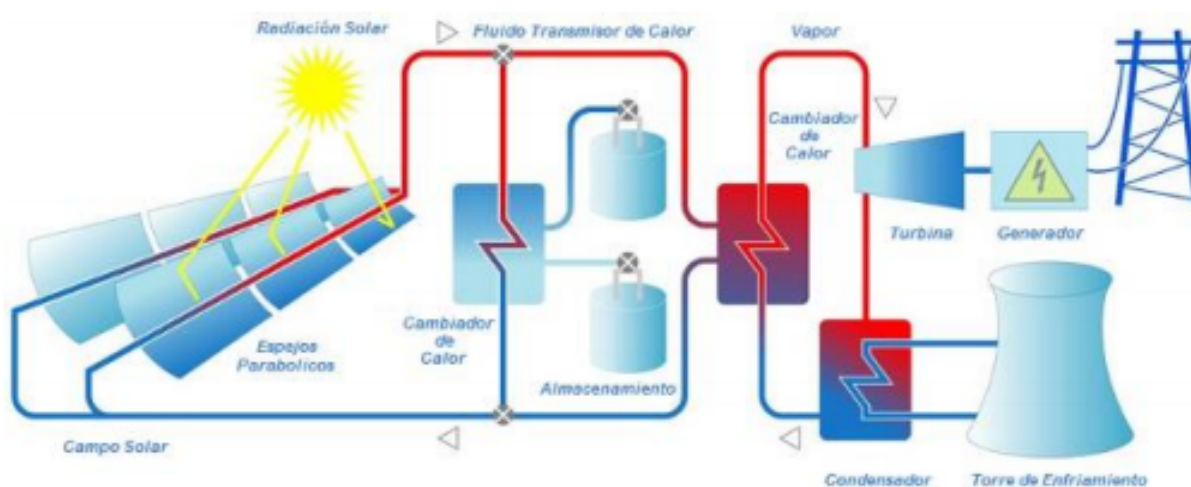 Radiación Solar
Fluido Transmisor de Calor
Vapor
Cambiador
de
Calor
Turbina
Generador
Cambiador
de
Calor
Espejos
Parabolicos
Almacenamiento
Campo Solar
Condensador
Torre de Enfriamiento